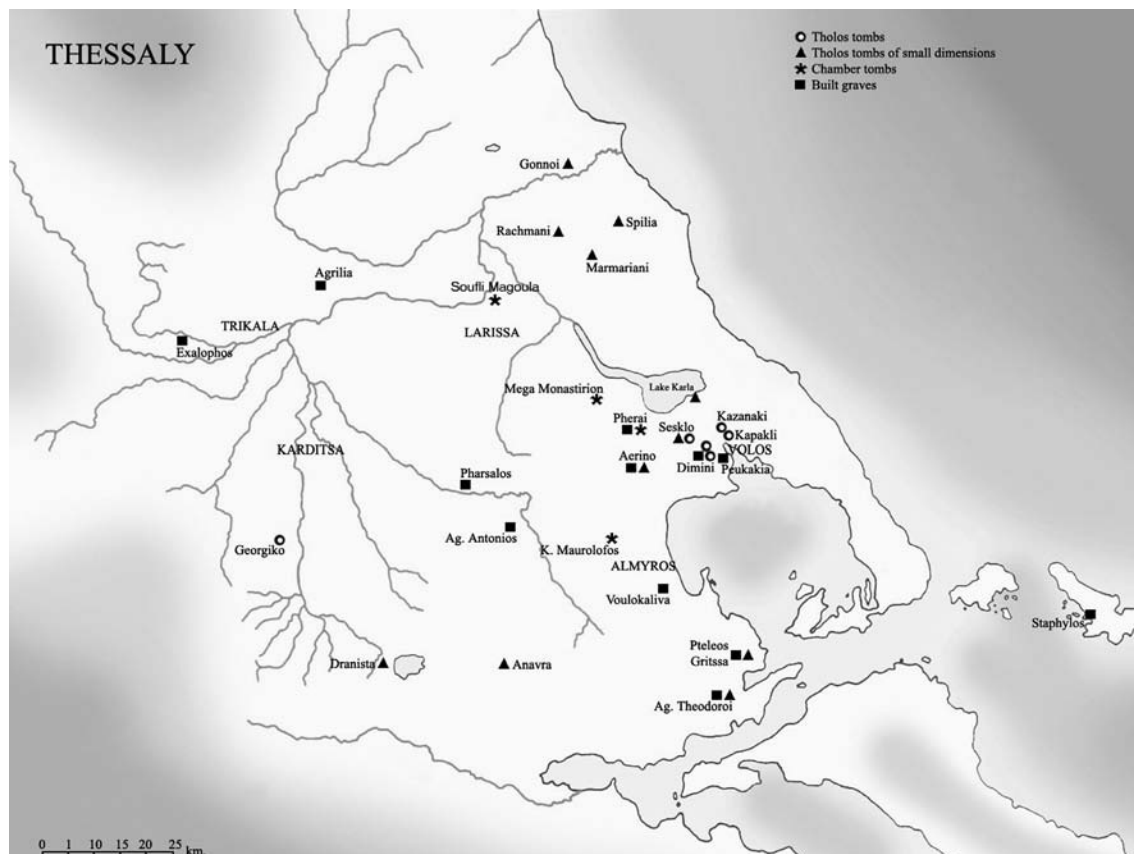 THESSALY
Tholos tombs
Tholos tombs of small dimensions
Chamber tombs
Built graves
Gonnoi
Spilia
Rachmani
Marmariani
Agrilia
Soufli Magoula
TRIKALA
LARISSA
Exalophos
Lake Karla
Mega Monastirion
Kazanaki
Pherai
Sesklo
Kapakli
VOLOS
KARDITSA
Aerino
Dimini
Peukakia
Pharsalos
Ag. Antonios
Georgiko
K. Maurolofos
ALMYROS
Voulokaliva
Staphylos
Pteleos
Gritssa
Dranista
Anavra
Ag. Theodoroi
0 1 10 15 20 25 km.